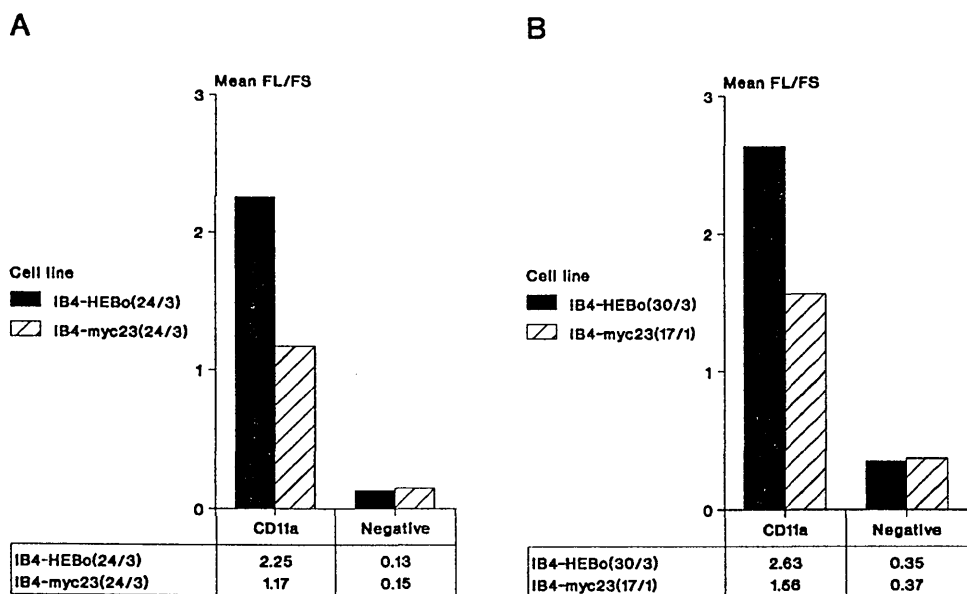 A
Mean FL/FS
3
2
1
0
Cell line
IB4-HEBo(24/3)
IB4-myc23(24/3)
CD11a Negative
IB4-HEBo(24/3) 2.25 0.13
IB4-myc23(24/3) 1.17 0.15
B
Mean FL/FS
3
2
1
0
Cell line
IB4-HEBo(30/3)
IB4-myc23(17/1)
CD11a Negative
IB4-HEBo(30/3) 2.63 0.35
IB4-myc23(17/1) 1.56 0.37